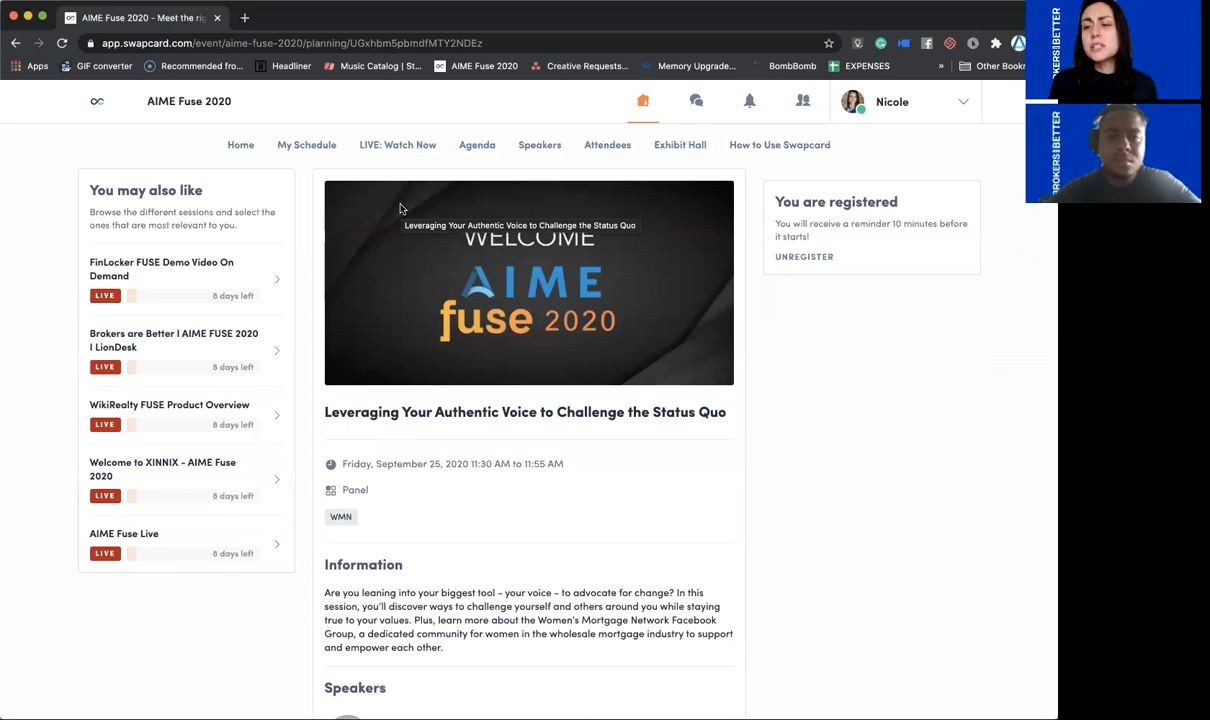 AIME Fuse 2020 - Meet the rig
app.swapcard.com/event/aime-fuse-2020/planning/UGxhbm5pbmdfMTY2NDEz
Apps
GIF converter
Recommended fro...
Headliner
Music Catalog | St...
AIME Fuse 2020
Creative Requests...
Memory Upgrade...
BombBomb
EXPENSES
»
Other Bookr
AIME Fuse 2020
Nicole
Home
My Schedule
LIVE: Watch Now
Agenda
Speakers
Attendees
Exhibit Hall
How to Use Swapcard
You may also like
Browse the different sessions and select the
ones that are most relevant to you.
FinLocker FUSE Demo Video On
Demand
LIVE
6 days left
Brokers are Better I AIME FUSE 2020
I LionDesk
LIVE
6 days left
WikiRealty FUSE Product Overview
LIVE
6 days left
Welcome to XINNIX - AIME Fuse
2020
LIVE
6 days left
AIME Fuse Live
LIVE
6 days left
Leveraging Your Authentic Voice to Challenge the Status Quo
WELCOME
AIME
fuse 2020
Leveraging Your Authentic Voice to Challenge the Status Quo
Friday, September 25, 2020 11:30 AM to 11:55 AM
Panel
WMN
Information
Are you leaning into your biggest tool - your voice - to advocate for change? In this
session, you'll discover ways to challenge yourself and others around you while staying
true to your values. Plus, learn more about the Women's Mortgage Network Facebook
Group, a dedicated community for women in the wholesale mortgage industry to support
and empower each other.
Speakers
You are registered
You will receive a reminder 10 minutes before
it starts!
UNREGISTER
BETTER
BROKERS BETTER